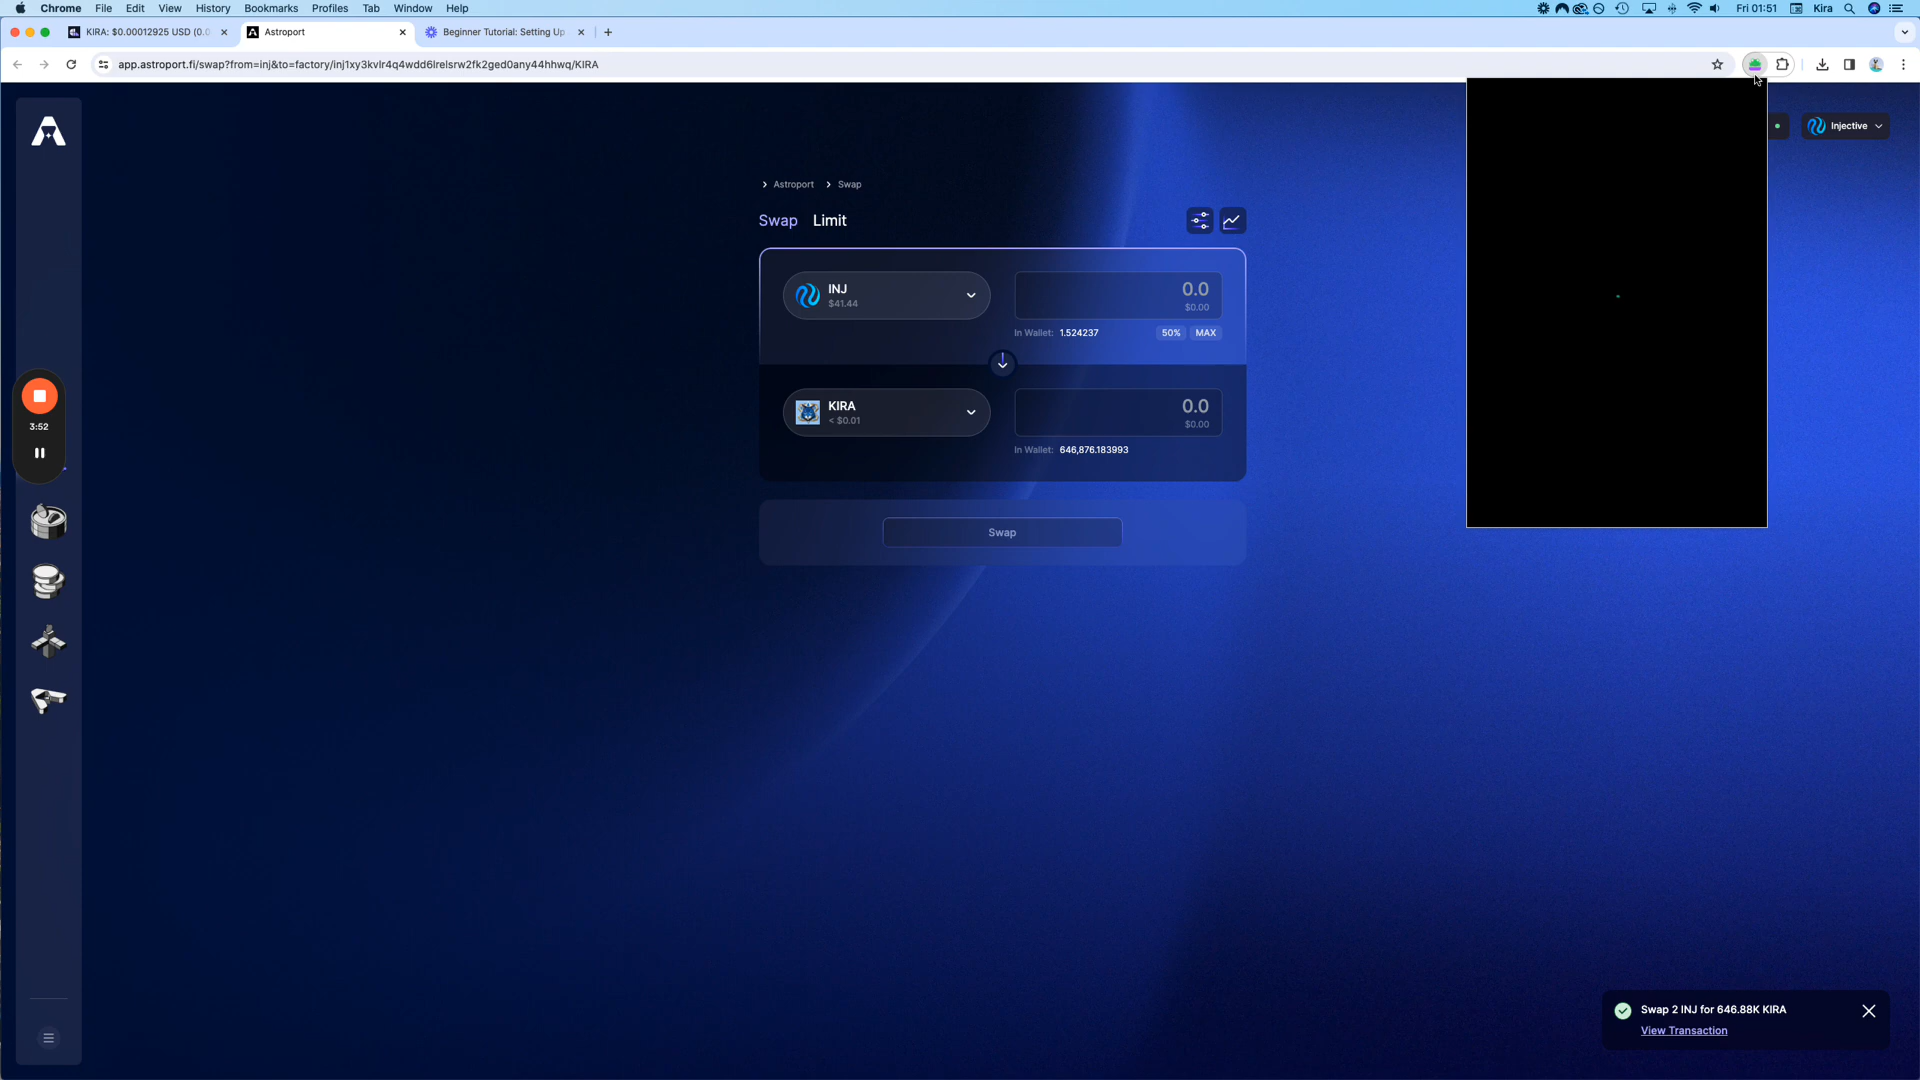 Chrome File Edit View History Bookmarks Profiles Tab Window Help Fri 01:51 Kira
KIRA: $0.00012925 USD (0.0 Astroport Beginner Tutorial: Setting Up
app.astroport.fi/swap?from=inj&to=factory/inj1xy3kvlr4q4wdd6lrelsrw2fk2ged0any44hhwq/KIRA
Injective
Astroport Swap
Swap Limit
INJ
$41.44
0.0
$0.00
In Wallet: 1.524237 50% MAX
KIRA
< $0.01
0.0
$0.00
In Wallet: 646,876.183993
Swap
3:52
Swap 2 INJ for 646.88K KIRA
View Transaction